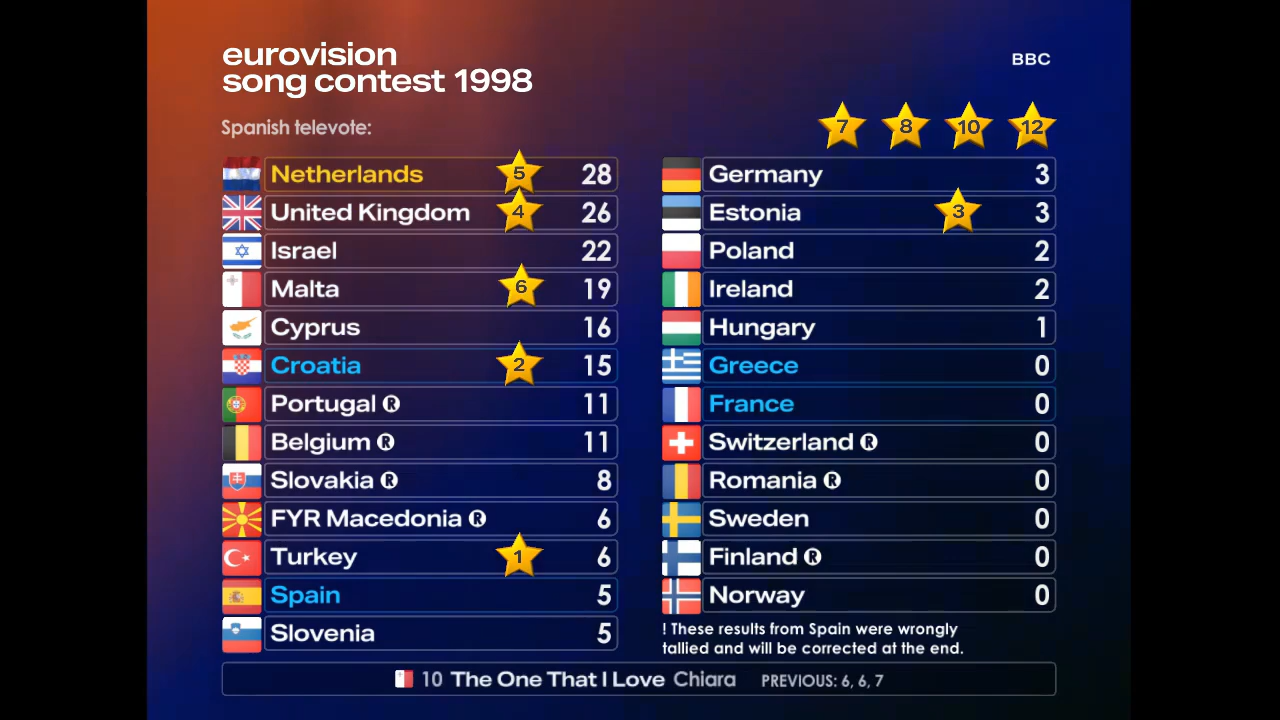 eurovision
song contest 1998
BBC
Spanish televote:
7 8 10 12
Netherlands 5 28
United Kingdom 4 26
Israel 22
Malta 6 19
Cyprus 16
Croatia 2 15
Portugal R 11
Belgium R 11
Slovakia R 8
FYR Macedonia R 6
Turkey 1 6
Spain 5
Slovenia 5
Germany 3
Estonia 3 3
Poland 2
Ireland 2
Hungary 1
Greece 0
France 0
Switzerland R 0
Romania R 0
Sweden 0
Finland R 0
Norway 0
! These results from Spain were wrongly
tallied and will be corrected at the end.
10 The One That I Love Chiara PREVIOUS: 6, 6, 7